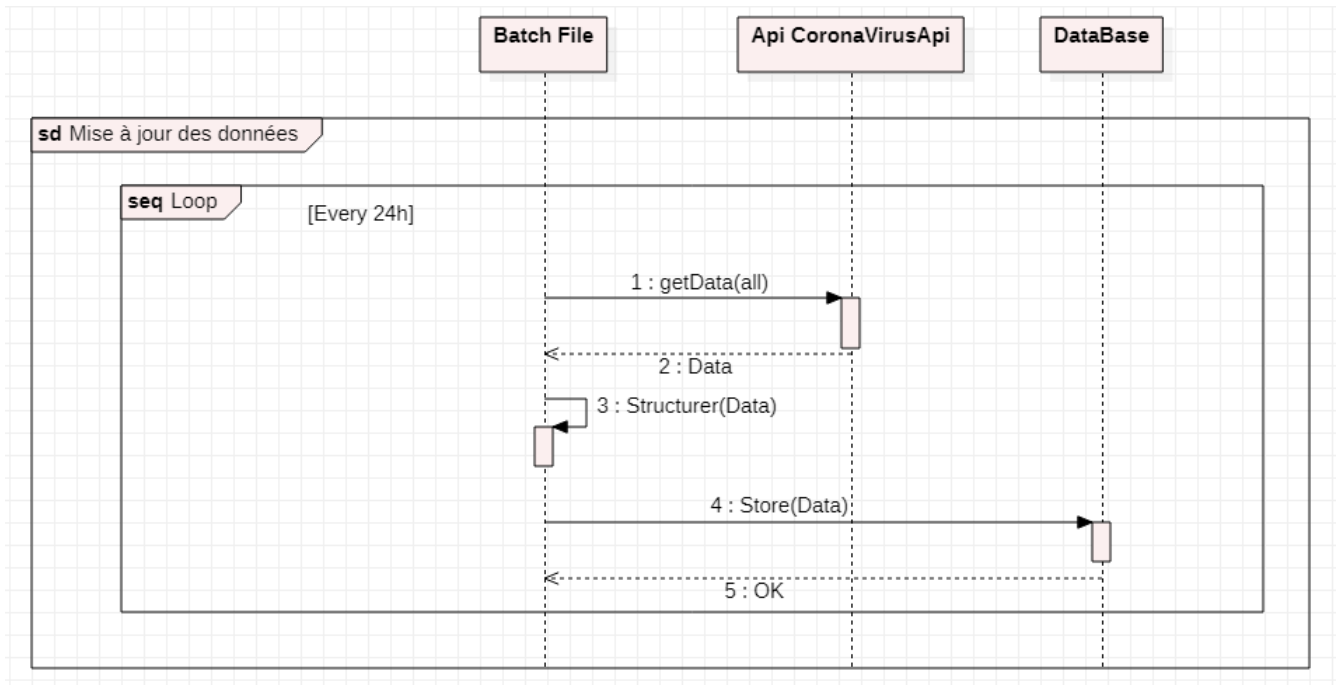 Batch File
Api CoronaVirusApi
DataBase
sd Mise à jour des données
seq Loop
[Every 24h]
1 : getData(all)
2 : Data
3 : Structurer(Data)
4 : Store(Data)
5 : OK